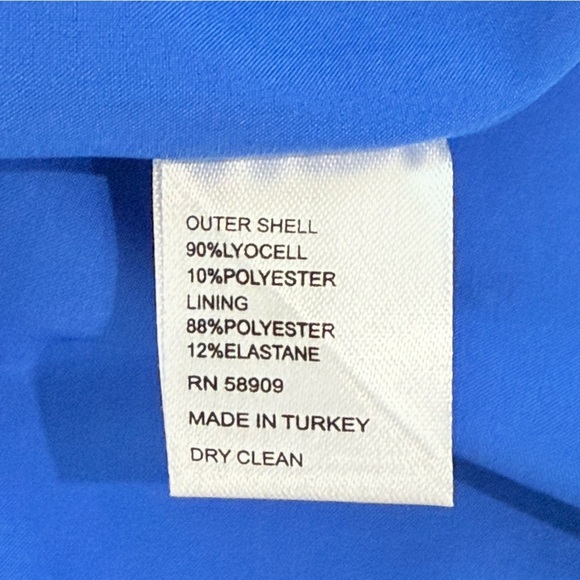 OUTER SHELL
90%LYOCELL
10%POLYESTER
LINING
88%POLYESTER
12%ELASTANE
RN 58909
MADE IN TURKEY
DRY CLEAN